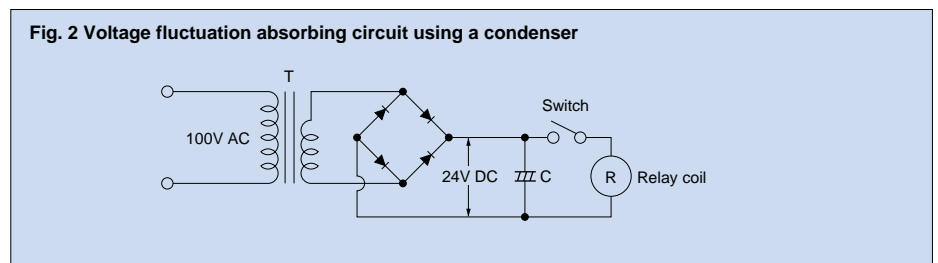 Fig. 2 Voltage fluctuation absorbing circuit using a condenser
T
Switch
100V AC
24V DC
C
R
Relay coil